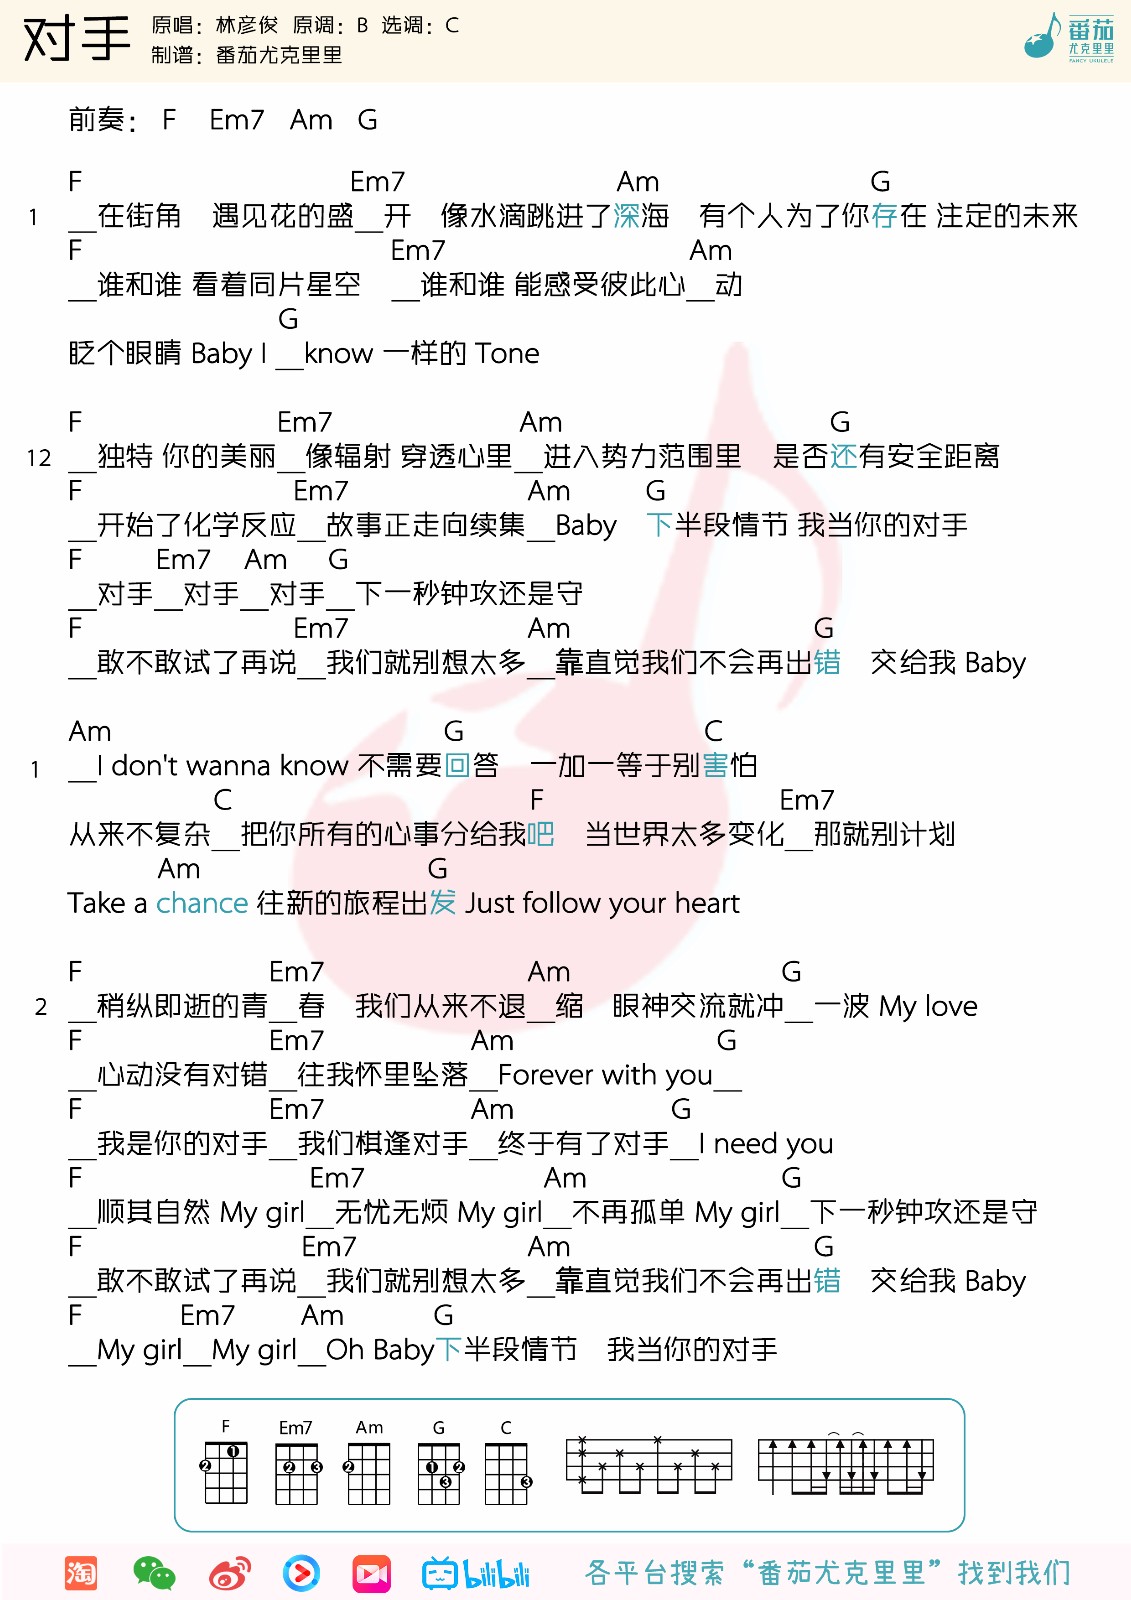 对手 原唱：林彦俊 原调：B 选调：C
制谱：番茄尤克里里
番茄
尤克里里
FANCY UKULELE
前奏： F Em7 Am G
F Em7 Am G
1 __在街角 遇见花的盛__开 像水滴跳进了深海 有个人为了你存在 注定的未来
F Em7 Am
__谁和谁 看着同片星空 __谁和谁 能感受彼此心__动
G
眨个眼睛 Baby I __know 一样的 Tone
F Em7 Am G
12 __独特 你的美丽__像辐射 穿透心里__进入势力范围里 是否还有安全距离
F Em7 Am G
__开始了化学反应__故事正走向续集__Baby 下半段情节 我当你的对手
F Em7 Am G
__对手__对手__对手__下一秒钟攻还是守
F Em7 Am G
__敢不敢试了再说__我们就别想太多__靠直觉我们不会再出错 交给我 Baby
Am G C
1 __I don't wanna know 不需要回答 一加一等于别害怕
C F Em7
从来不复杂__把你所有的心事分给我吧 当世界太多变化__那就别计划
Am G
Take a chance 往新的旅程出发 Just follow your heart
F Em7 Am G
2 __稍纵即逝的青__春 我们从来不退__缩 眼神交流就冲__一波 My love
F Em7 Am G
__心动没有对错__往我怀里坠落__Forever with you__
F Em7 Am G
__我是你的对手__我们棋逢对手__终于有了对手__I need you
F Em7 Am G
__顺其自然 My girl__无忧无烦 My girl__不再孤单 My girl__下一秒钟攻还是守
F Em7 Am G
__敢不敢试了再说__我们就别想太多__靠直觉我们不会再出错 交给我 Baby
F Em7 Am G
__My girl__My girl__Oh Baby下半段情节 我当你的对手
F Em7 Am G C
2 1 2 3 2 1 2 3 3
淘 bilibili 各平台搜索“番茄尤克里里”找到我们